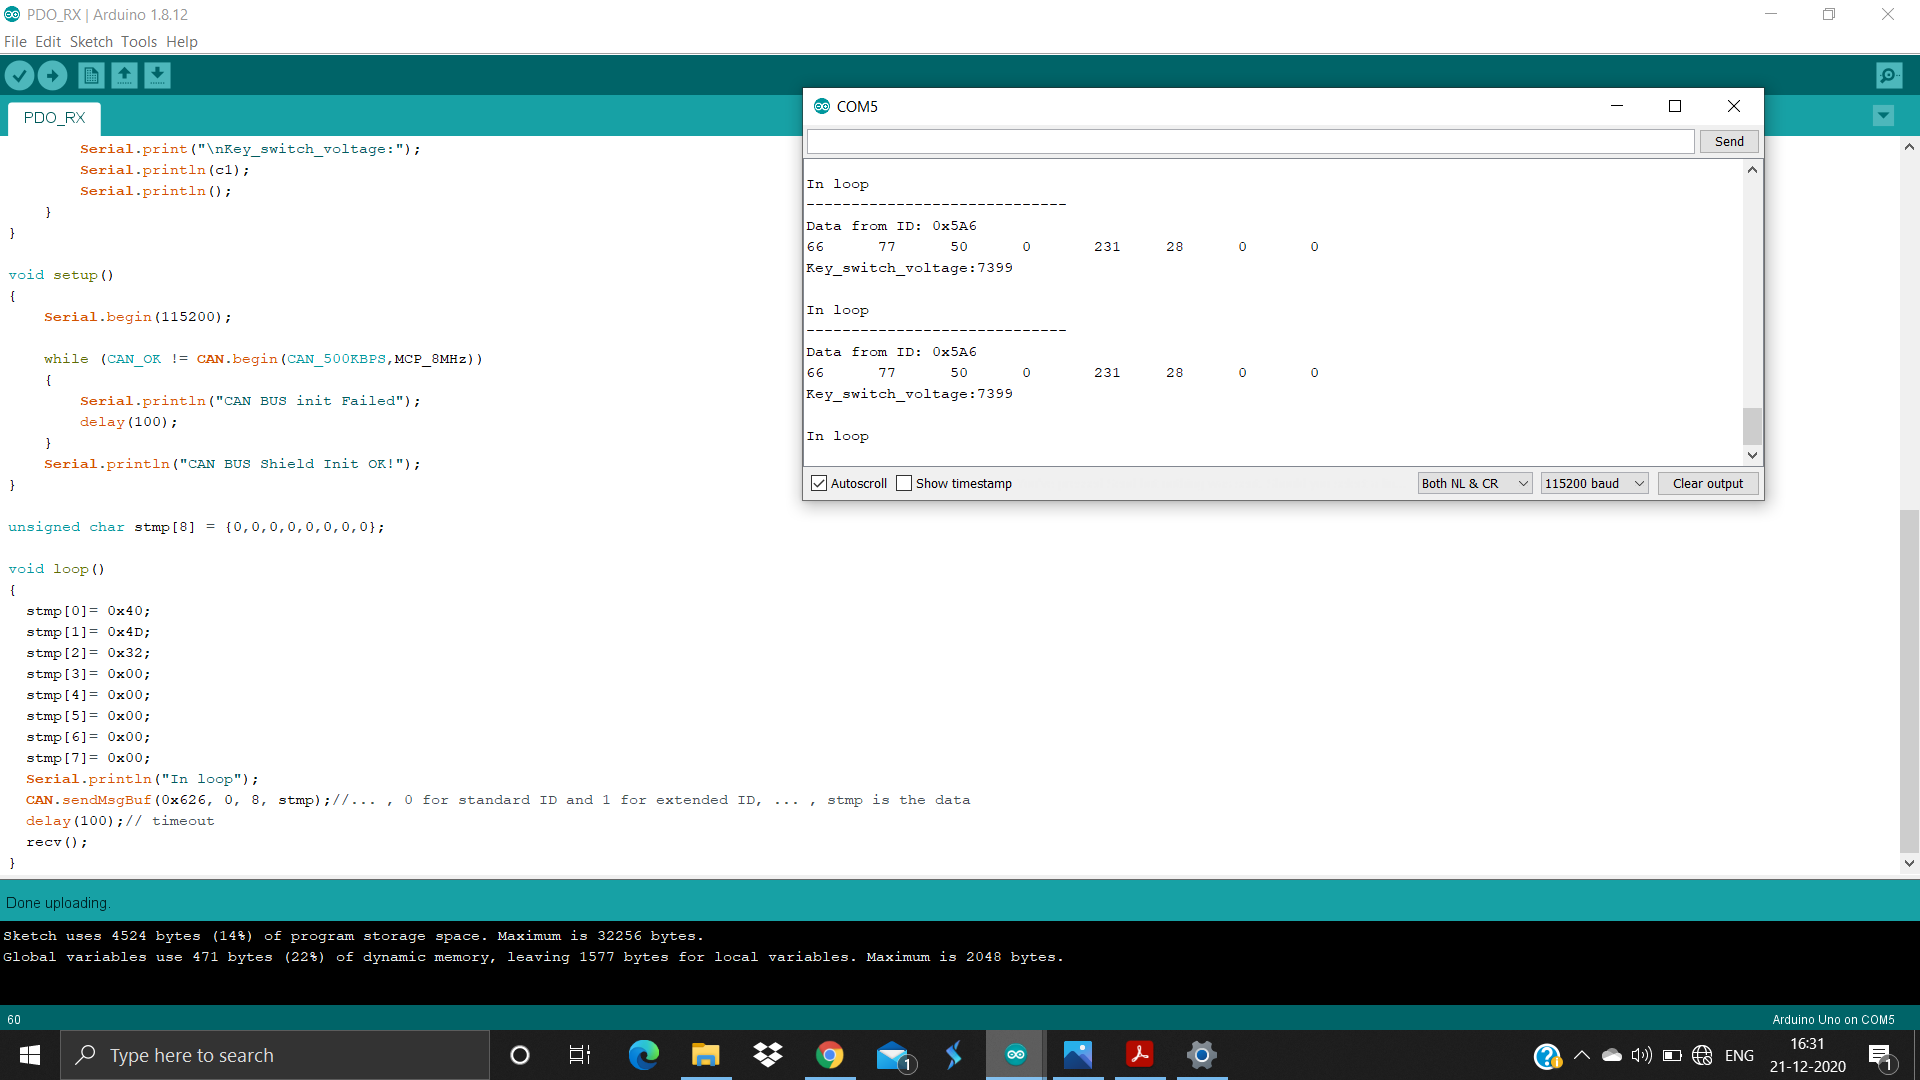 PDO_RX | Arduino 1.8.12
File Edit Sketch Tools Help
PDO_RX
Serial.print("\nKey_switch_voltage:");
Serial.println(c1);
Serial.println();
}
}
void setup()
{
Serial.begin(115200);
while (CAN_OK != CAN.begin(CAN_500KBPS,MCP_8MHz))
{
Serial.println("CAN BUS init Failed");
delay(100);
}
Serial.println("CAN BUS Shield Init OK!");
}
unsigned char stmp[8] = {0,0,0,0,0,0,0,0};
void loop()
{
stmp[0]= 0x40;
stmp[1]= 0x4D;
stmp[2]= 0x32;
stmp[3]= 0x00;
stmp[4]= 0x00;
stmp[5]= 0x00;
stmp[6]= 0x00;
stmp[7]= 0x00;
Serial.println("In loop");
CAN.sendMsgBuf(0x626, 0, 8, stmp);//... , 0 for standard ID and 1 for extended ID, ... , stmp is the data
delay(100);// timeout
recv();
}
COM5
Send
In loop
-----------------------------
Data from ID: 0x5A6
66 77 50 0 231 28 0 0
Key_switch_voltage:7399
In loop
-----------------------------
Data from ID: 0x5A6
66 77 50 0 231 28 0 0
Key_switch_voltage:7399
In loop
Autoscroll Show timestamp Both NL & CR 115200 baud Clear output
Done uploading.
Sketch uses 4524 bytes (14%) of program storage space. Maximum is 32256 bytes.
Global variables use 471 bytes (22%) of dynamic memory, leaving 1577 bytes for local variables. Maximum is 2048 bytes.
60 Arduino Uno on COM5
Type here to search
1
ENG
16:31
21-12-2020
1